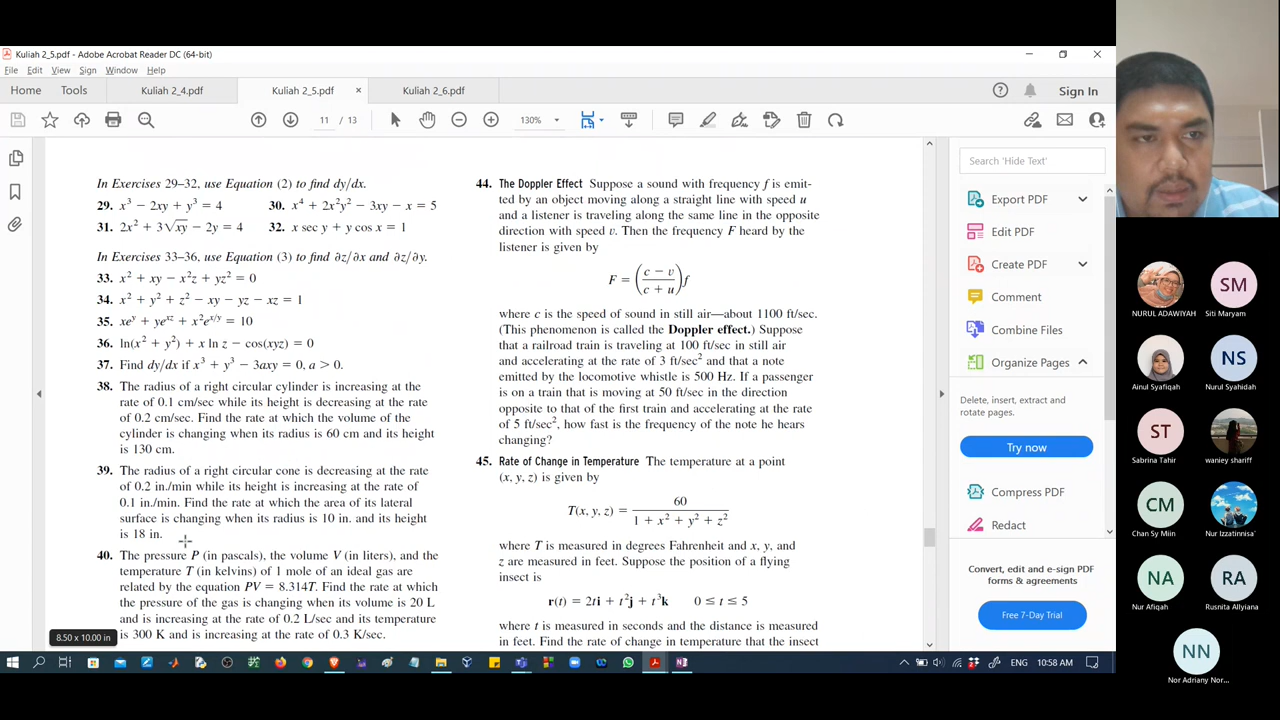 Kuliah 2_5.pdf - Adobe Acrobat Reader DC (64-bit)
File Edit View Sign Window Help
Home Tools Kuliah 2_4.pdf Kuliah 2_5.pdf × Kuliah 2_6.pdf Sign In
11 / 13 130%
In Exercises 29–32, use Equation (2) to find dy/dx.
29. x³ − 2xy + y³ = 4 30. x⁴ + 2x²y² − 3xy − x = 5
31. 2x² + 3√xy − 2y = 4 32. x sec y + y cos x = 1
In Exercises 33–36, use Equation (3) to find ∂z/∂x and ∂z/∂y.
33. x² + xy − x²z + yz² = 0
34. x² + y² + z² − xy − yz − xz = 1
35. xeʸ + yeˣᶻ + x²eˣ/ʸ = 10
36. ln(x² + y²) + x ln z − cos(xyz) = 0
37. Find dy/dx if x³ + y³ − 3axy = 0, a > 0.
38. The radius of a right circular cylinder is increasing at the
rate of 0.1 cm/sec while its height is decreasing at the rate
of 0.2 cm/sec. Find the rate at which the volume of the
cylinder is changing when its radius is 60 cm and its height
is 130 cm.
39. The radius of a right circular cone is decreasing at the rate
of 0.2 in./min while its height is increasing at the rate of
0.1 in./min. Find the rate at which the area of its lateral
surface is changing when its radius is 10 in. and its height
is 18 in.
40. The pressure P (in pascals), the volume V (in liters), and the
temperature T (in kelvins) of 1 mole of an ideal gas are
related by the equation PV = 8.314T. Find the rate at which
the pressure of the gas is changing when its volume is 20 L
and is increasing at the rate of 0.2 L/sec and its temperature
is 300 K and is increasing at the rate of 0.3 K/sec.
8.50 x 10.00 in
44. The Doppler Effect Suppose a sound with frequency f is emit-
ted by an object moving along a straight line with speed u
and a listener is traveling along the same line in the opposite
direction with speed v. Then the frequency F heard by the
listener is given by
F = (c − v / c + u) f
where c is the speed of sound in still air—about 1100 ft/sec.
(This phenomenon is called the Doppler effect.) Suppose
that a railroad train is traveling at 100 ft/sec in still air
and accelerating at the rate of 3 ft/sec² and that a note
emitted by the locomotive whistle is 500 Hz. If a passenger
is on a train that is moving at 50 ft/sec in the direction
opposite to that of the first train and accelerating at the rate
of 5 ft/sec², how fast is the frequency of the note he hears
changing?
45. Rate of Change in Temperature The temperature at a point
(x, y, z) is given by
T(x, y, z) = 60 / 1 + x² + y² + z²
where T is measured in degrees Fahrenheit and x, y, and
z are measured in feet. Suppose the position of a flying
insect is
r(t) = 2ti + t²j + t³k 0 ≤ t ≤ 5
where t is measured in seconds and the distance is measured
in feet. Find the rate of change in temperature that the insect
Search 'Hide Text'
Export PDF
Edit PDF
Create PDF
Comment
Combine Files
Organize Pages
Delete, insert, extract and
rotate pages.
Try now
Compress PDF
Redact
Convert, edit and e-sign PDF
forms & agreements
Free 7-Day Trial
ENG 10:58 AM
SM
NURUL ADAWIYAH Siti Maryam
NS
Ainul Syafiqah Nurul Syahidah
ST
Sabrina Tahir waniey shariff
CM
Chan Sy Miin Nur Izzatinnisa'
NA RA
Nur Afiqah Rusnita Allyiana
NN
Nor Adriany Nor...